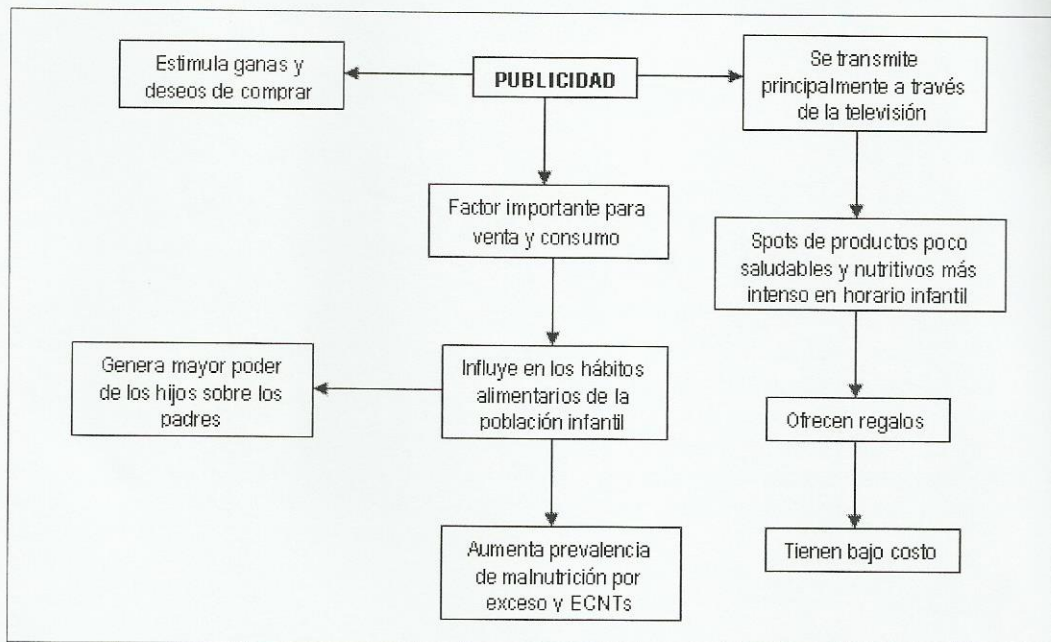 Estimula ganas y
deseos de comprar
PUBLICIDAD
Se transmite
principalmente a través
de la televisión
Factor importante para
venta y consumo
Spots de productos poco
saludables y nutritivos más
intenso en horario infantil
Genera mayor poder
de los hijos sobre los
padres
Influye en los hábitos
alimentarios de la
población infantil
Ofrecen regalos
Aumenta prevalencia
de malnutrición por
exceso y ECNTs
Tienen bajo costo